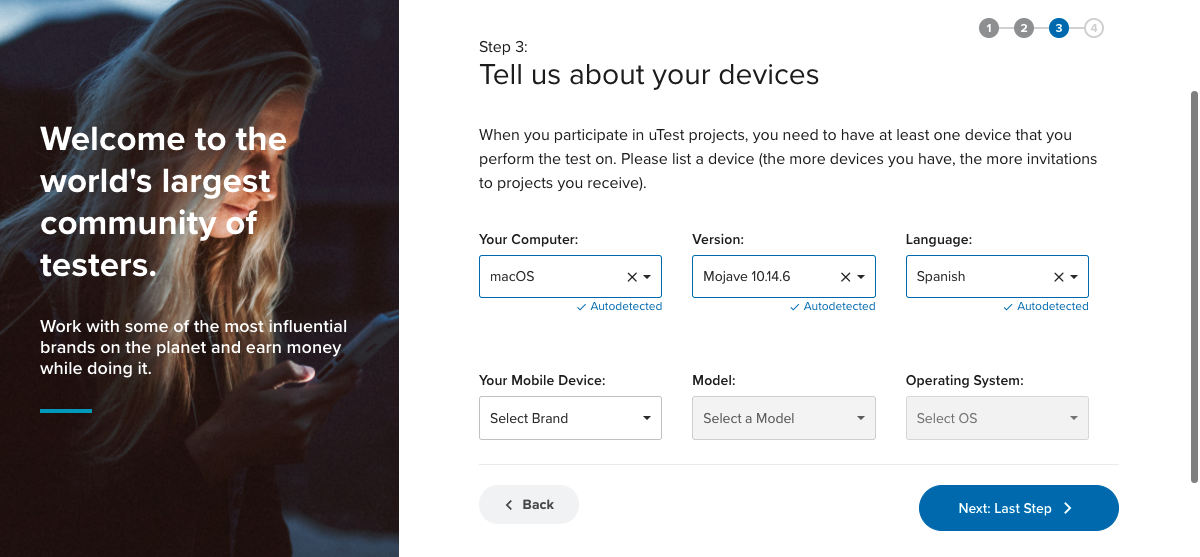 Welcome to the
world's largest
community of
testers.
Work with some of the most influential
brands on the planet and earn money
while doing it.
1 2 3 4
Step 3:
Tell us about your devices
When you participate in uTest projects, you need to have at least one device that you
perform the test on. Please list a device (the more devices you have, the more invitations
to projects you receive).
Your Computer: Version: Language:
macOS Mojave 10.14.6 Spanish
Autodetected Autodetected Autodetected
Your Mobile Device: Model: Operating System:
Select Brand Select a Model Select OS
Back Next: Last Step